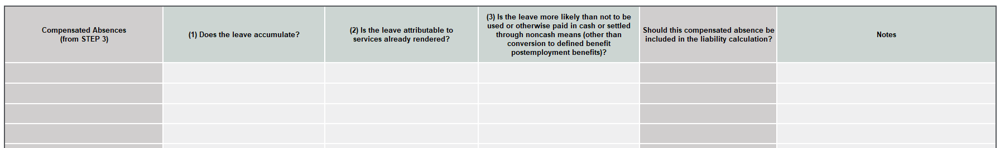 Compensated Absences
(from STEP 3)
(1) Does the leave accumulate?
(2) Is the leave attributable to
services already rendered?
(3) Is the leave more likely than not to be
used or otherwise paid in cash or settled
through noncash means (other than
conversion to defined benefit
postemployment benefits)?
Should this compensated absence be
included in the liability calculation?
Notes